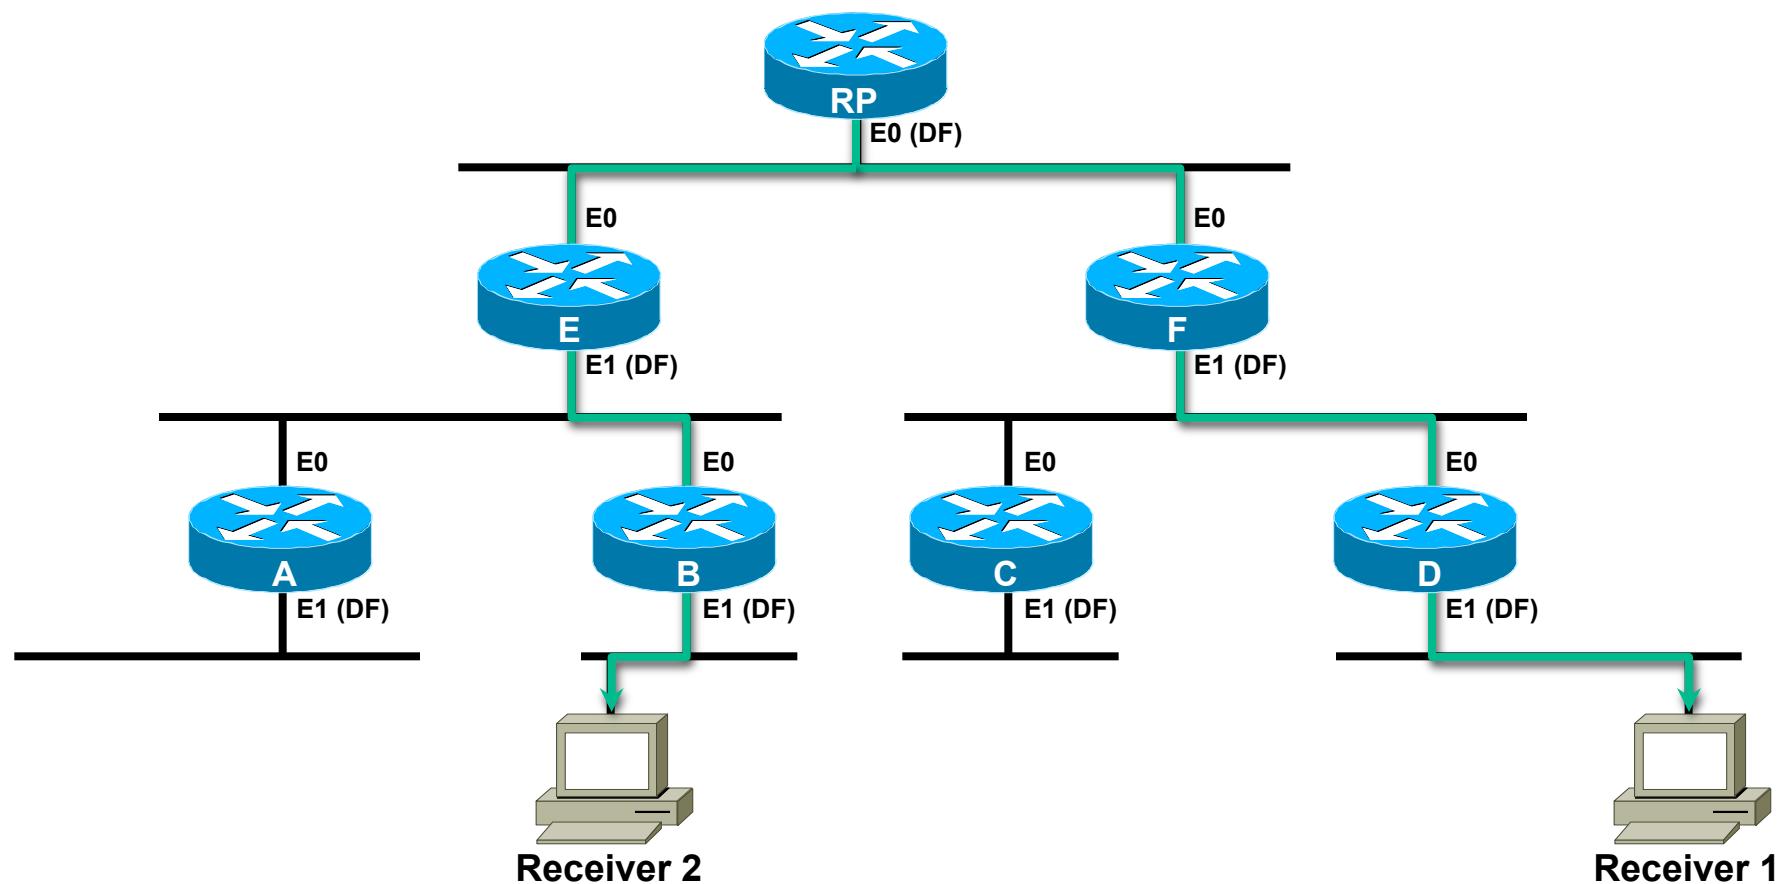 RP
E0 (DF)
E0
E0
E
F
E1 (DF)
E1 (DF)
E0
E0
E0
E0
A
B
C
D
E1 (DF)
E1 (DF)
E1 (DF)
E1 (DF)
Receiver 2
Receiver 1